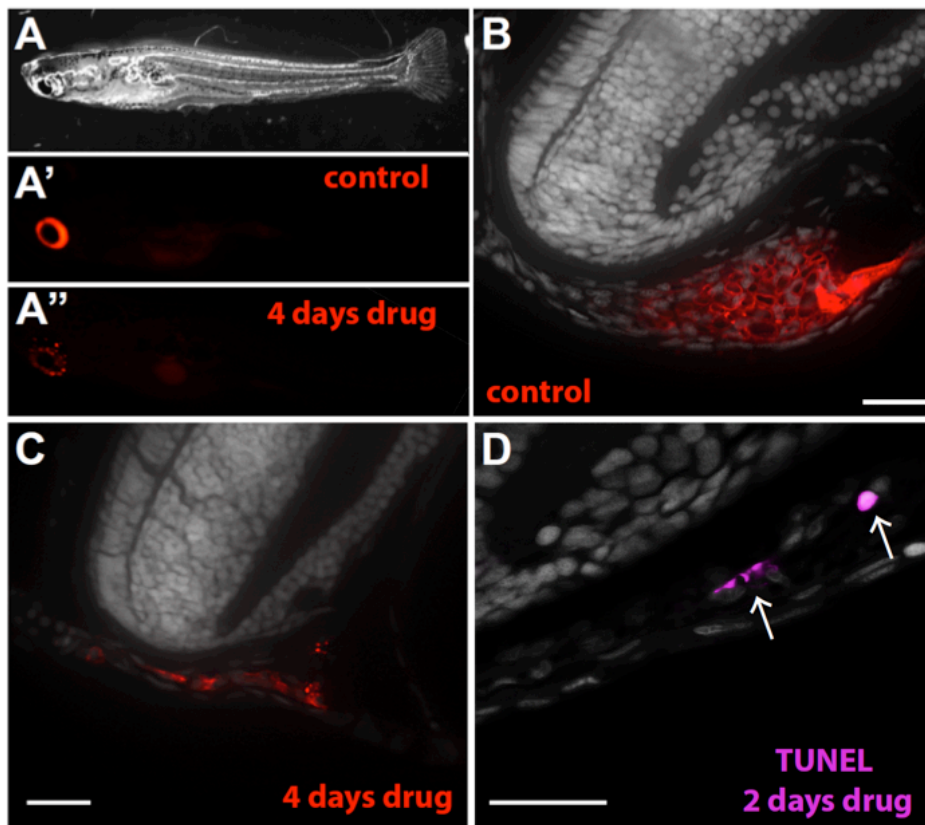 A
B
A’
control
A”
4 days drug
control
C
D
4 days drug
TUNEL
2 days drug